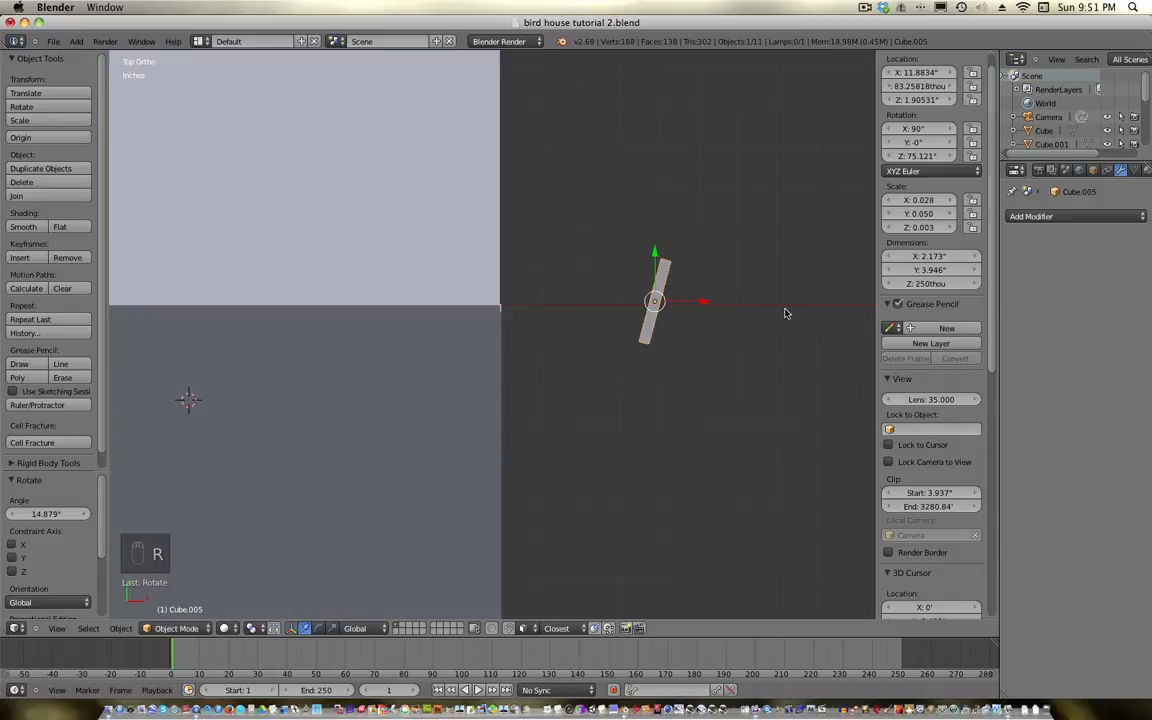 Blender Window Sun 9:51 PM
bird house tutorial 2.blend
File Add Render Window Help Default Scene Blender Render v2.68 | Verts:188 | Faces:138 | Tris:302 | Objects:1/11 | Lamps:0/1 | Mem:18.98M (0.45M) | Cube.005
View Search All Scenes
Object Tools
Transform:
Translate
Rotate
Scale
Origin
Object:
Duplicate Objects
Delete
Join
Shading:
Smooth Flat
Keyframes:
Insert Remove
Motion Paths:
Calculate Clear
Repeat:
Repeat Last
History...
Grease Pencil:
Draw Line
Poly Erase
Use Sketching Sessi
Ruler/Protractor
Cell Fracture:
Cell Fracture
Rigid Body Tools
Rotate
Angle
14.879°
Constraint Axis
X
Y
Z
Orientation
Global
Top Ortho
Inches
R
Last: Rotate
(1) Cube.005
Location:
X: 11.8834"
83.25818thou
Z: 1.90531"
Rotation:
X: 90°
Y: -0°
Z: 75.121°
XYZ Euler
Scale:
X: 0.028
Y: 0.050
Z: 0.003
Dimensions:
X: 2.173"
Y: 3.946"
Z: 250thou
Grease Pencil
New
New Layer
Delete Frame Convert
View
Lens: 35.000
Lock to Object:
Lock to Cursor
Lock Camera to View
Clip:
Start: 3.937"
End: 3280.84'
Local Camera:
Camera
Render Border
3D Cursor
Location:
X: 0'
Scene
RenderLayers
World
Camera
Cube
Cube.001
Cube.005
Add Modifier
View Select Object Object Mode Global Closest
0 10 20 30 40 50 60 70 80 90 100 110 120 130 140 150 160 170 180 190 200 210 220 230 240 250 260 270 280
View Marker Frame Playback Start: 1 End: 250 1 No Sync